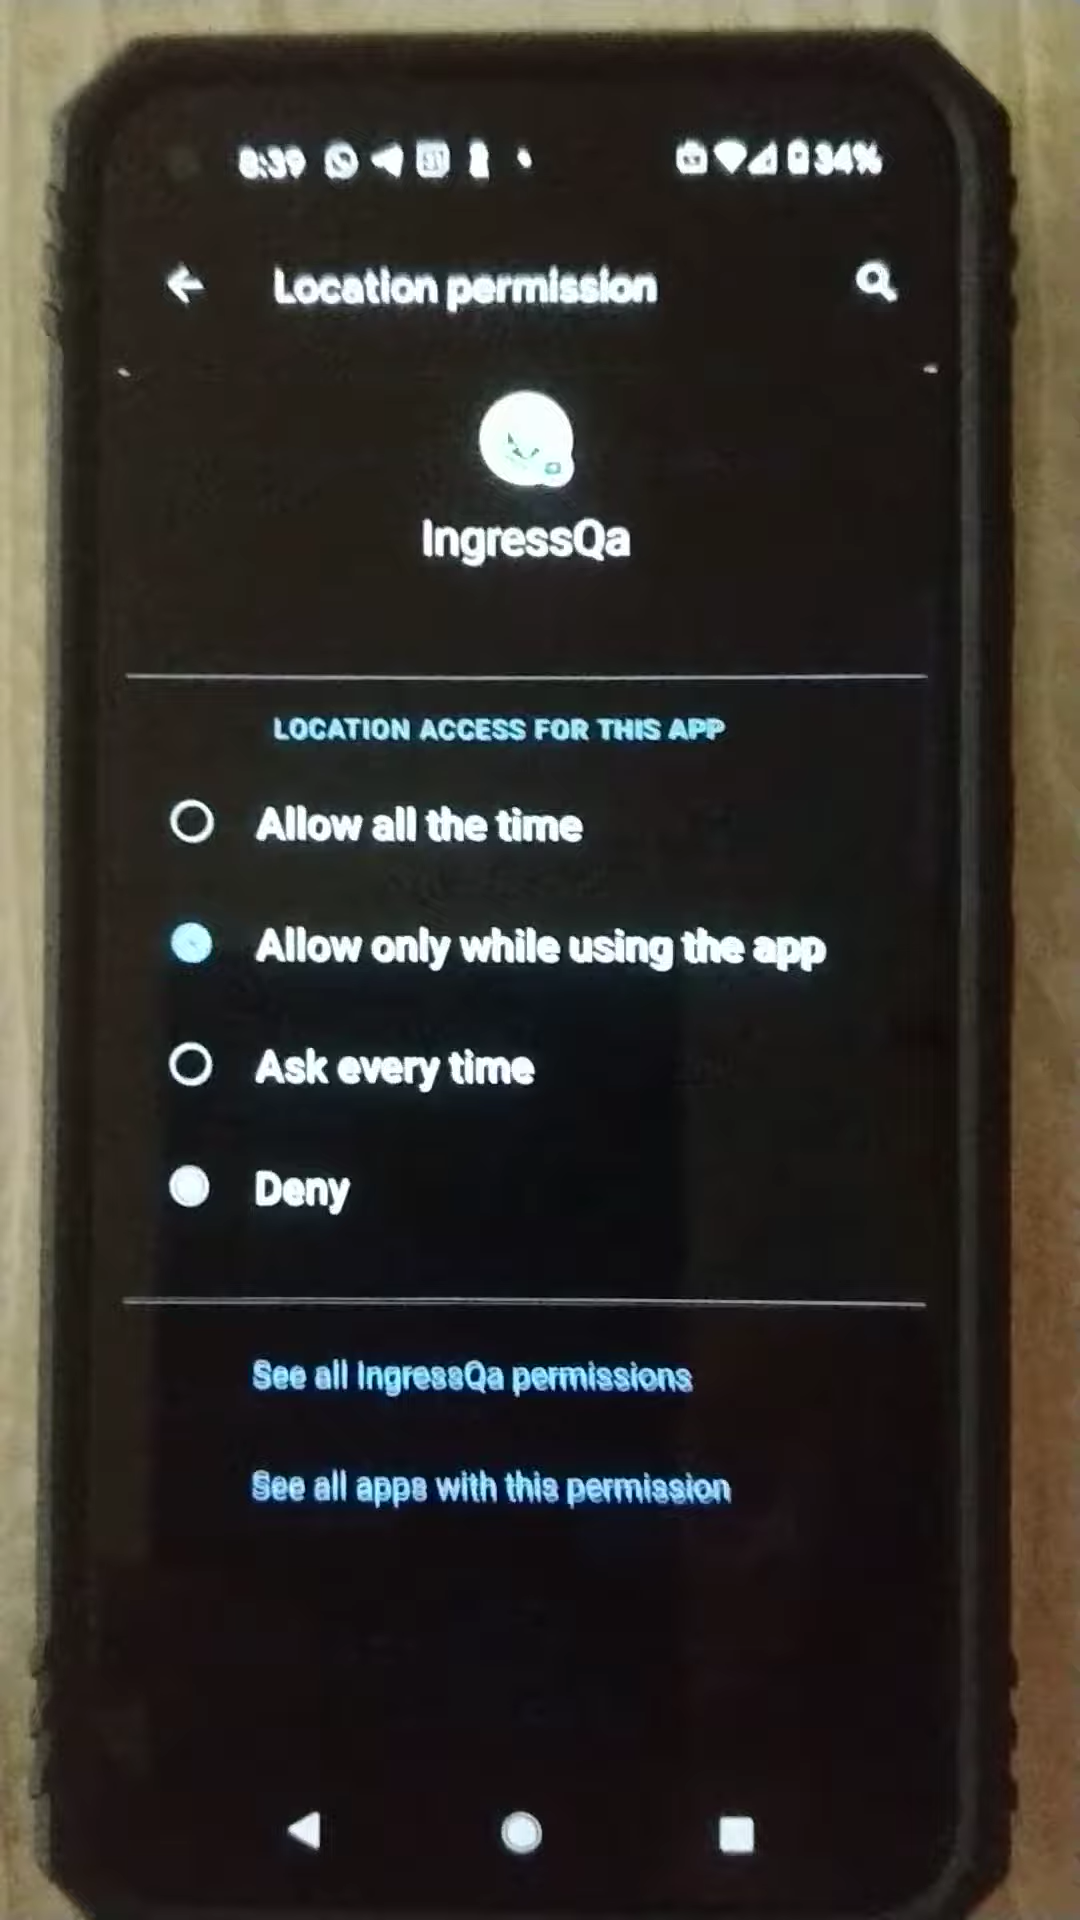 8:39 31 34%
Location permission
IngressQa
LOCATION ACCESS FOR THIS APP
Allow all the time
Allow only while using the app
Ask every time
Deny
See all IngressQa permissions
See all apps with this permission